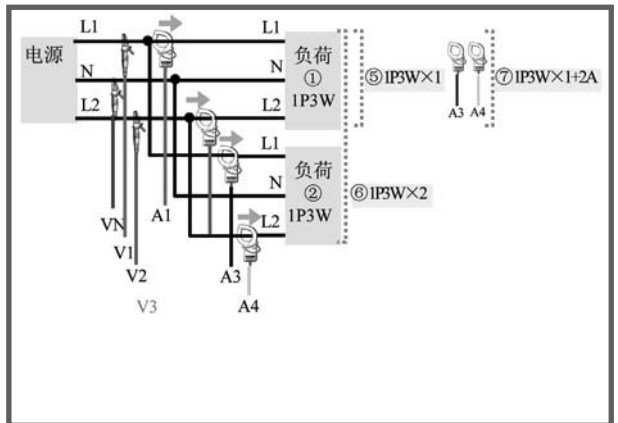 电源
L1
N
L2
L1
N
L2
负荷
①
1P3W
⑤1P3W×1
A3
A4
⑦1P3W×1+2A
L1
N
L2
负荷
②
1P3W
⑥1P3W×2
VN
V1
V2
V3
A1
A3
A4